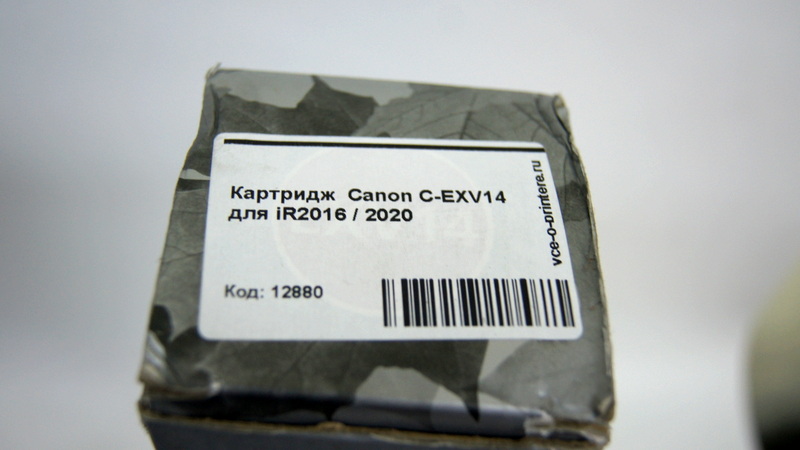 Картридж Canon C-EXV14
для iR2016 / 2020
Код: 12880
vce-o-printere.ru